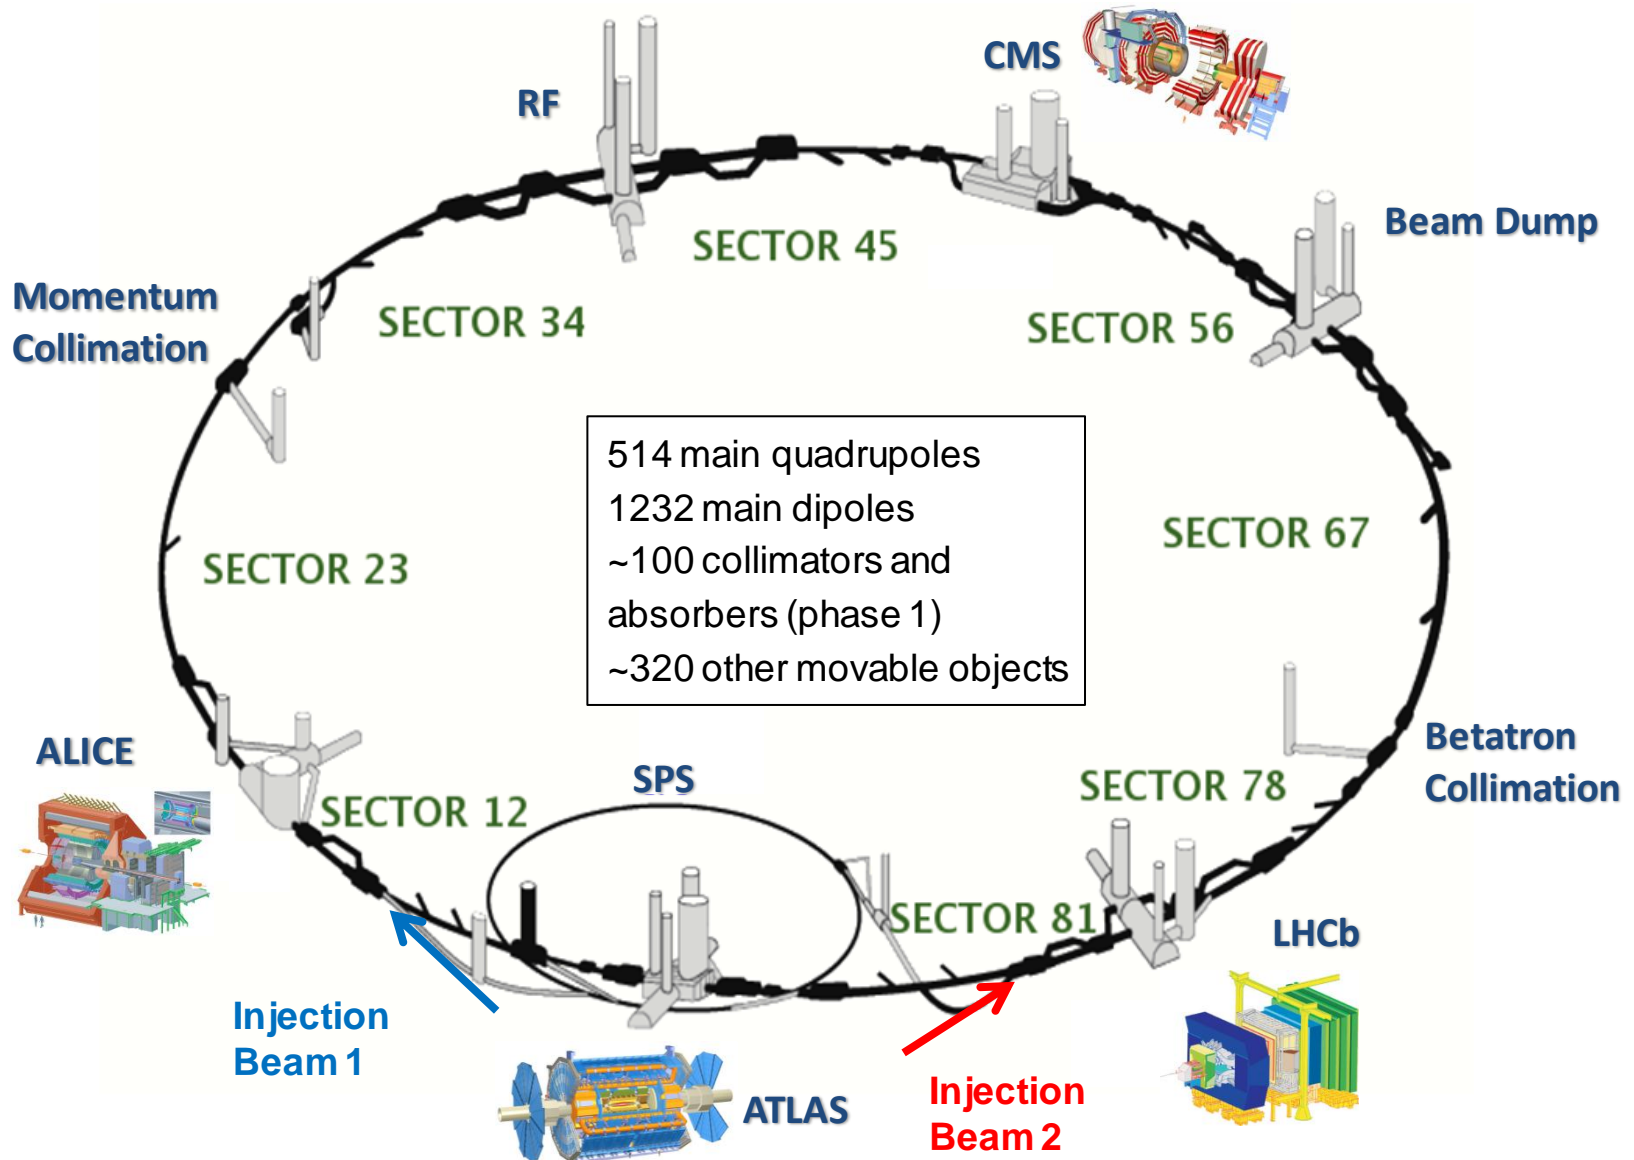 CMS
RF
Beam Dump
SECTOR 45
Momentum
Collimation
SECTOR 34
SECTOR 56
514 main quadrupoles
1232 main dipoles
~100 collimators and
absorbers (phase 1)
~320 other movable objects
SECTOR 23
SECTOR 67
ALICE
SPS
Betatron
Collimation
SECTOR 12
SECTOR 78
SECTOR 81
LHCb
Injection
Beam 1
ATLAS
Injection
Beam 2